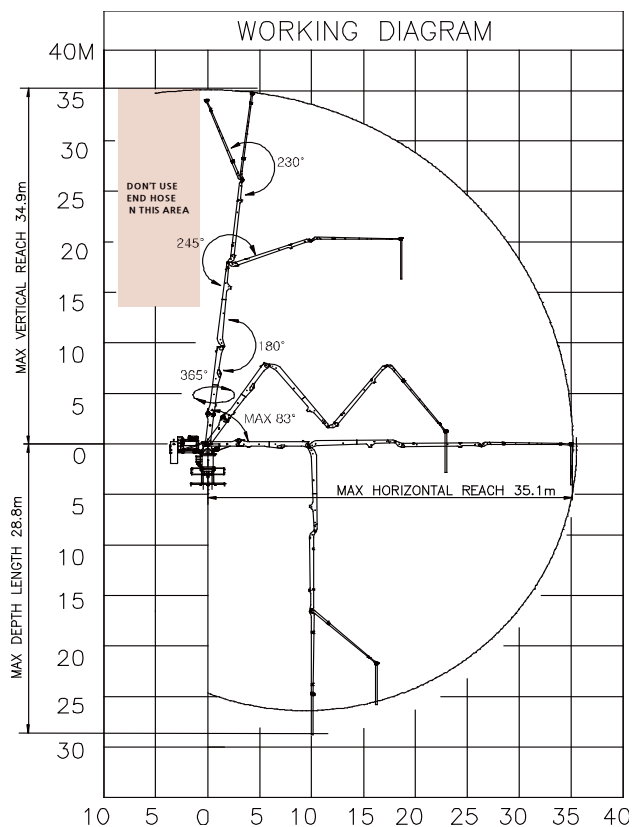 WORKING DIAGRAM
40M
35
30
25
20
15
10
5
0
5
10
15
20
25
30
10 5 0 5 10 15 20 25 30 35 40
MAX VERTICAL REACH 34.9m
MAX DEPTH LENGTH 28.8m
DON'T USE
END HOSE
N THIS AREA
230°
245°
180°
365°
MAX 83°
MAX HORIZONTAL REACH 35.1m